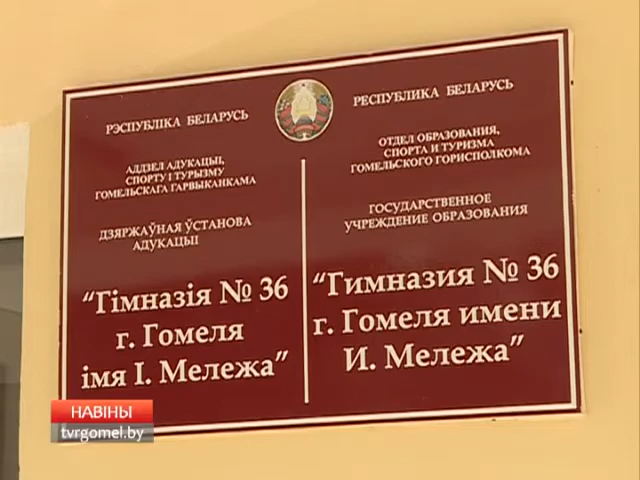 РЭСПУБЛІКА БЕЛАРУСЬ
АДДЗЕЛ АДУКАЦЫІ,
СПОРТУ І ТУРЫЗМУ
ГОМЕЛЬСКАГА ГАРВЫКАНКАМА
ДЗЯРЖАЎНАЯ ЎСТАНОВА
АДУКАЦЫІ
“Гімназія № 36
г. Гомеля
імя І. Мележа”
РЕСПУБЛИКА БЕЛАРУСЬ
ОТДЕЛ ОБРАЗОВАНИЯ,
СПОРТА И ТУРИЗМА
ГОМЕЛЬСКОГО ГОРИСПОЛКОМА
ГОСУДАРСТВЕННОЕ
УЧРЕЖДЕНИЕ ОБРАЗОВАНИЯ
“Гимназия № 36
г. Гомеля имени
И. Мележа”
НАВІНЫ
tvrgomel.by